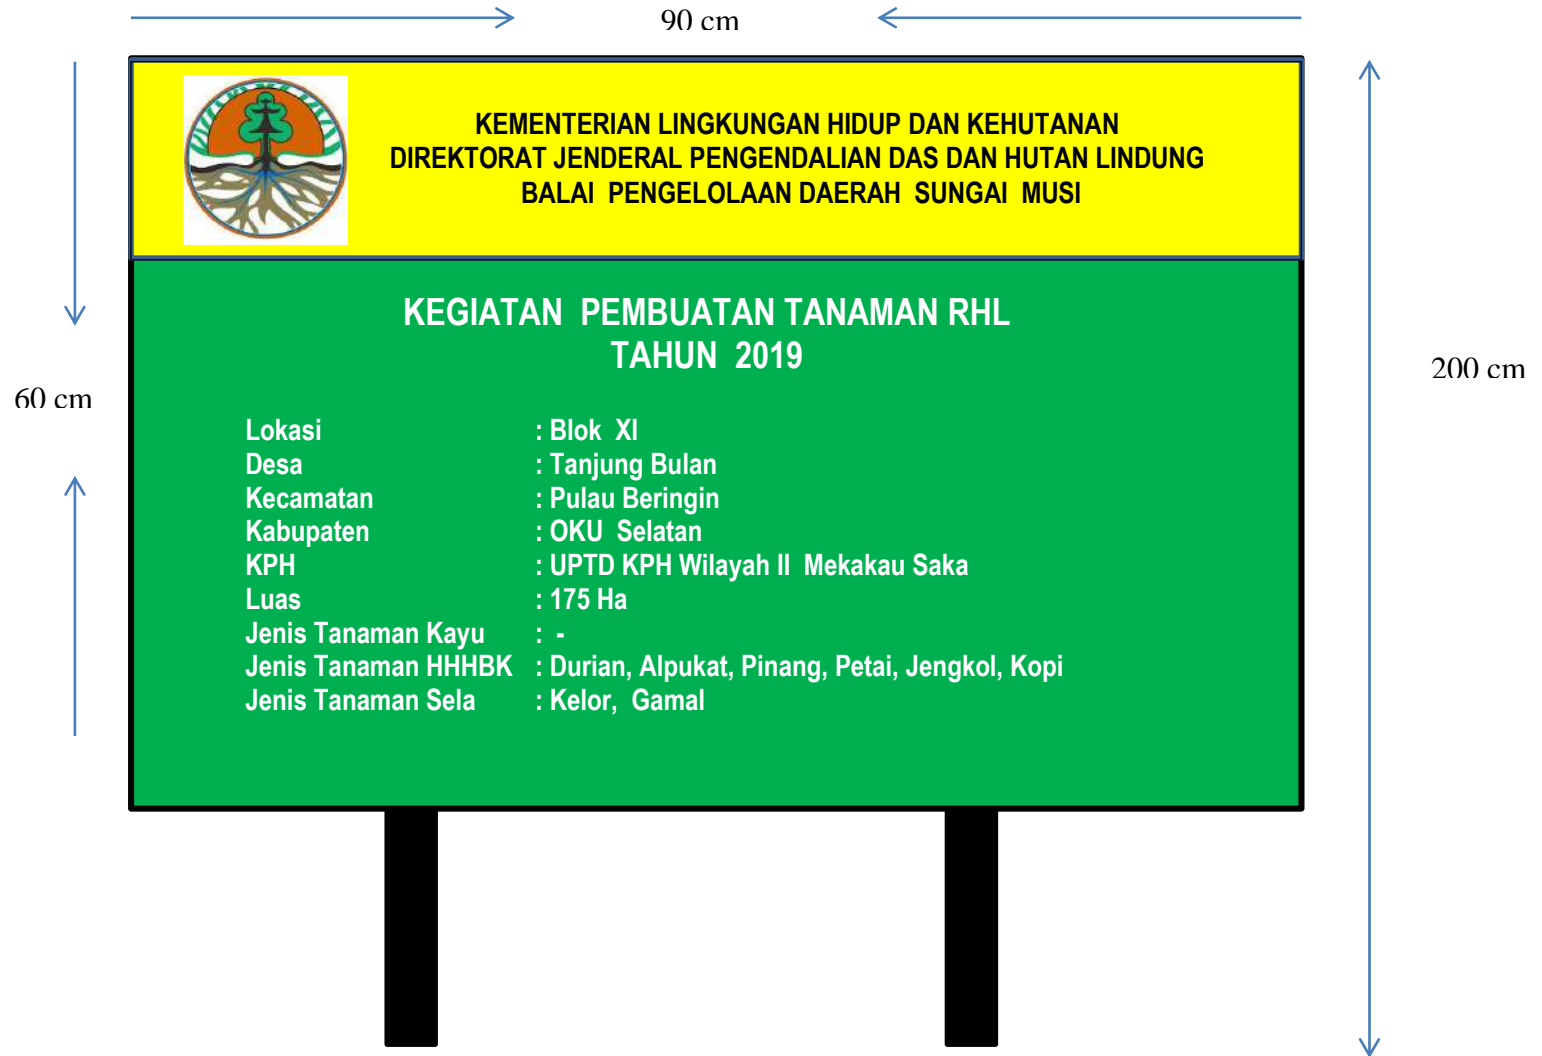 90 cm
KEMENTERIAN LINGKUNGAN HIDUP DAN KEHUTANAN
DIREKTORAT JENDERAL PENGENDALIAN DAS DAN HUTAN LINDUNG
BALAI PENGELOLAAN DAERAH SUNGAI MUSI
KEGIATAN PEMBUATAN TANAMAN RHL
TAHUN 2019
200 cm
60 cm
Lokasi : Blok XI
Desa : Tanjung Bulan
Kecamatan : Pulau Beringin
Kabupaten : OKU Selatan
KPH : UPTD KPH Wilayah II Mekakau Saka
Luas : 175 Ha
Jenis Tanaman Kayu : -
Jenis Tanaman HHHBK : Durian, Alpukat, Pinang, Petai, Jengkol, Kopi
Jenis Tanaman Sela : Kelor, Gamal